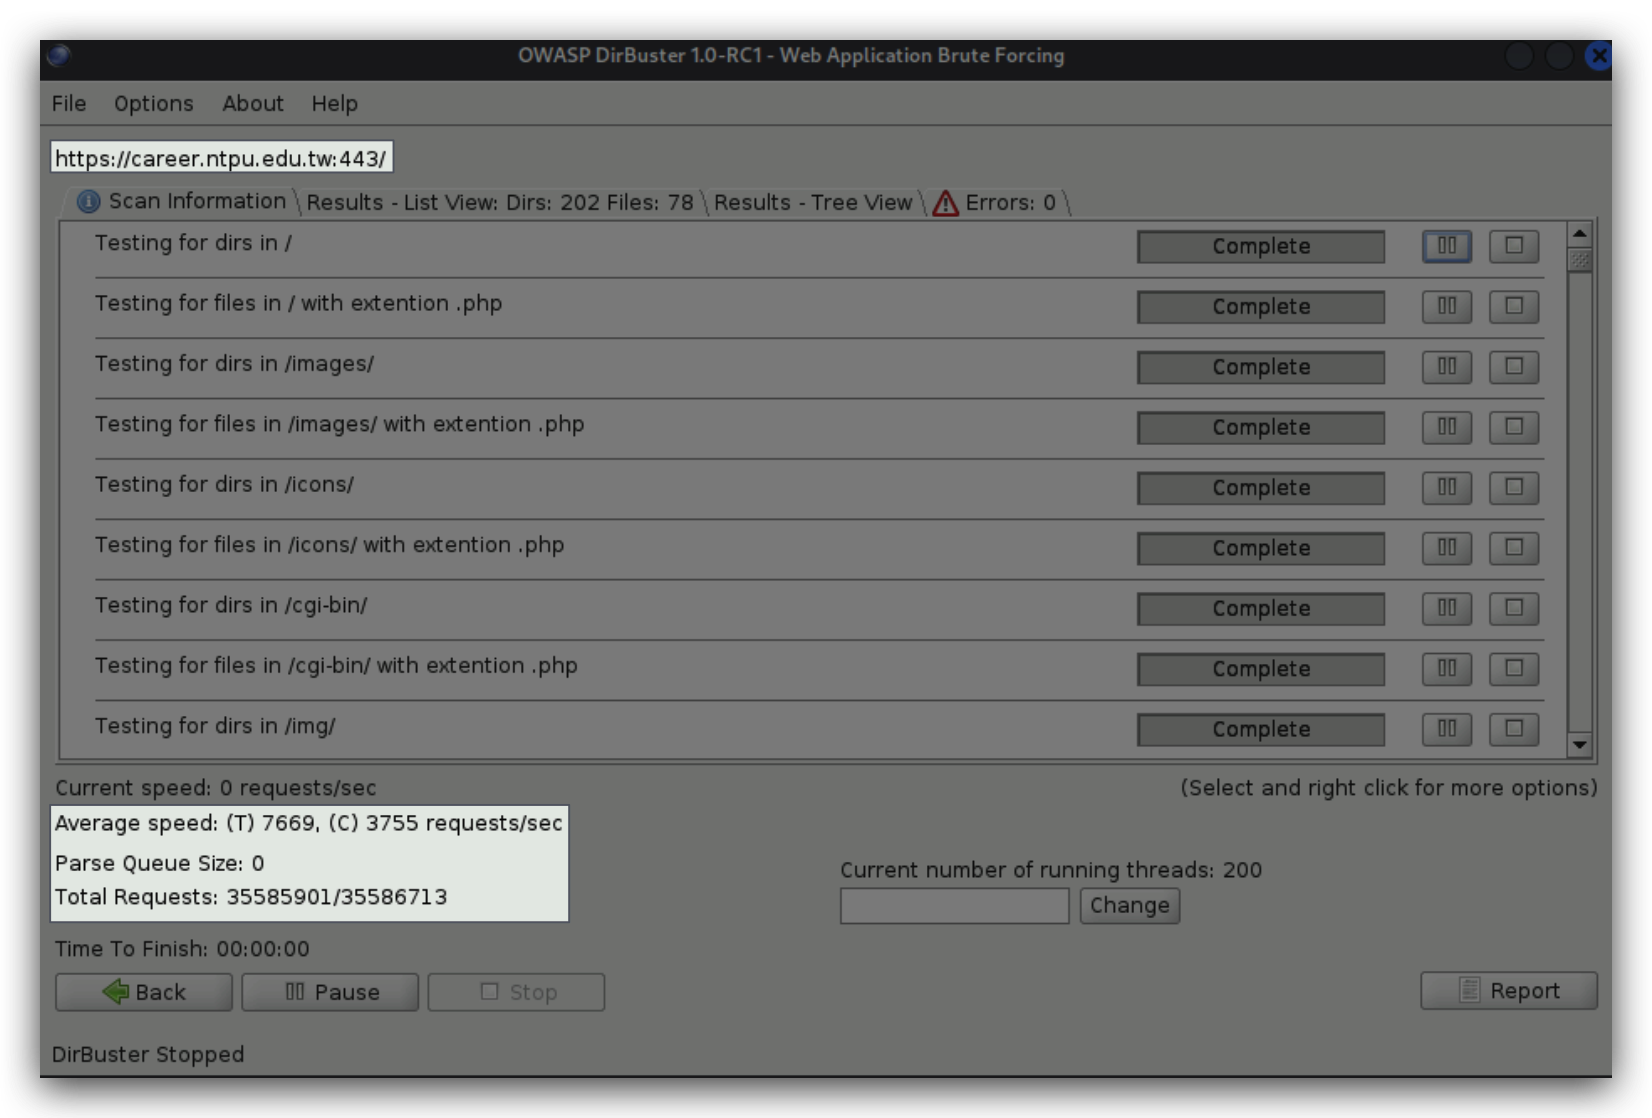 OWASP DirBuster 1.0-RC1 - Web Application Brute Forcing
File Options About Help
https://career.ntpu.edu.tw:443/
Scan Information Results - List View: Dirs: 202 Files: 78 Results - Tree View Errors: 0
Testing for dirs in / Complete
Testing for files in / with extention .php Complete
Testing for dirs in /images/ Complete
Testing for files in /images/ with extention .php Complete
Testing for dirs in /icons/ Complete
Testing for files in /icons/ with extention .php Complete
Testing for dirs in /cgi-bin/ Complete
Testing for files in /cgi-bin/ with extention .php Complete
Testing for dirs in /img/ Complete
Current speed: 0 requests/sec (Select and right click for more options)
Average speed: (T) 7669, (C) 3755 requests/sec
Parse Queue Size: 0
Current number of running threads: 200
Total Requests: 35585901/35586713
Change
Time To Finish: 00:00:00
Back Pause Stop Report
DirBuster Stopped